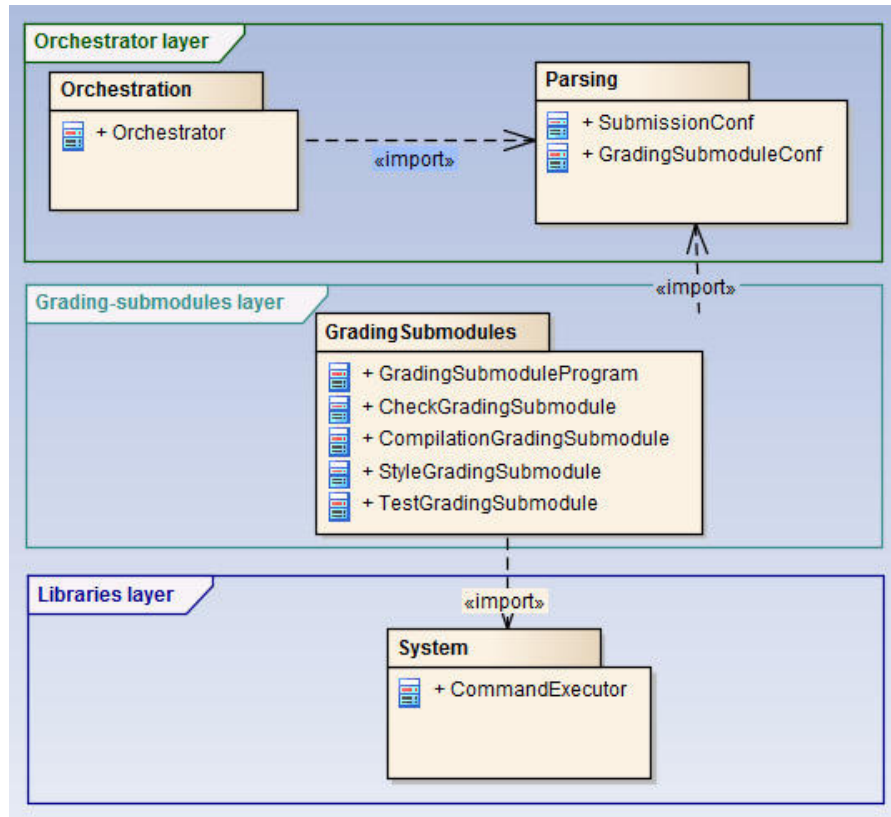 Orchestrator layer
Orchestration
+ Orchestrator
«import»
Parsing
+ SubmissionConf
+ GradingSubmoduleConf
«import»
Grading-submodules layer
GradingSubmodules
+ GradingSubmoduleProgram
+ CheckGradingSubmodule
+ CompilationGradingSubmodule
+ StyleGradingSubmodule
+ TestGradingSubmodule
Libraries layer
«import»
System
+ CommandExecutor